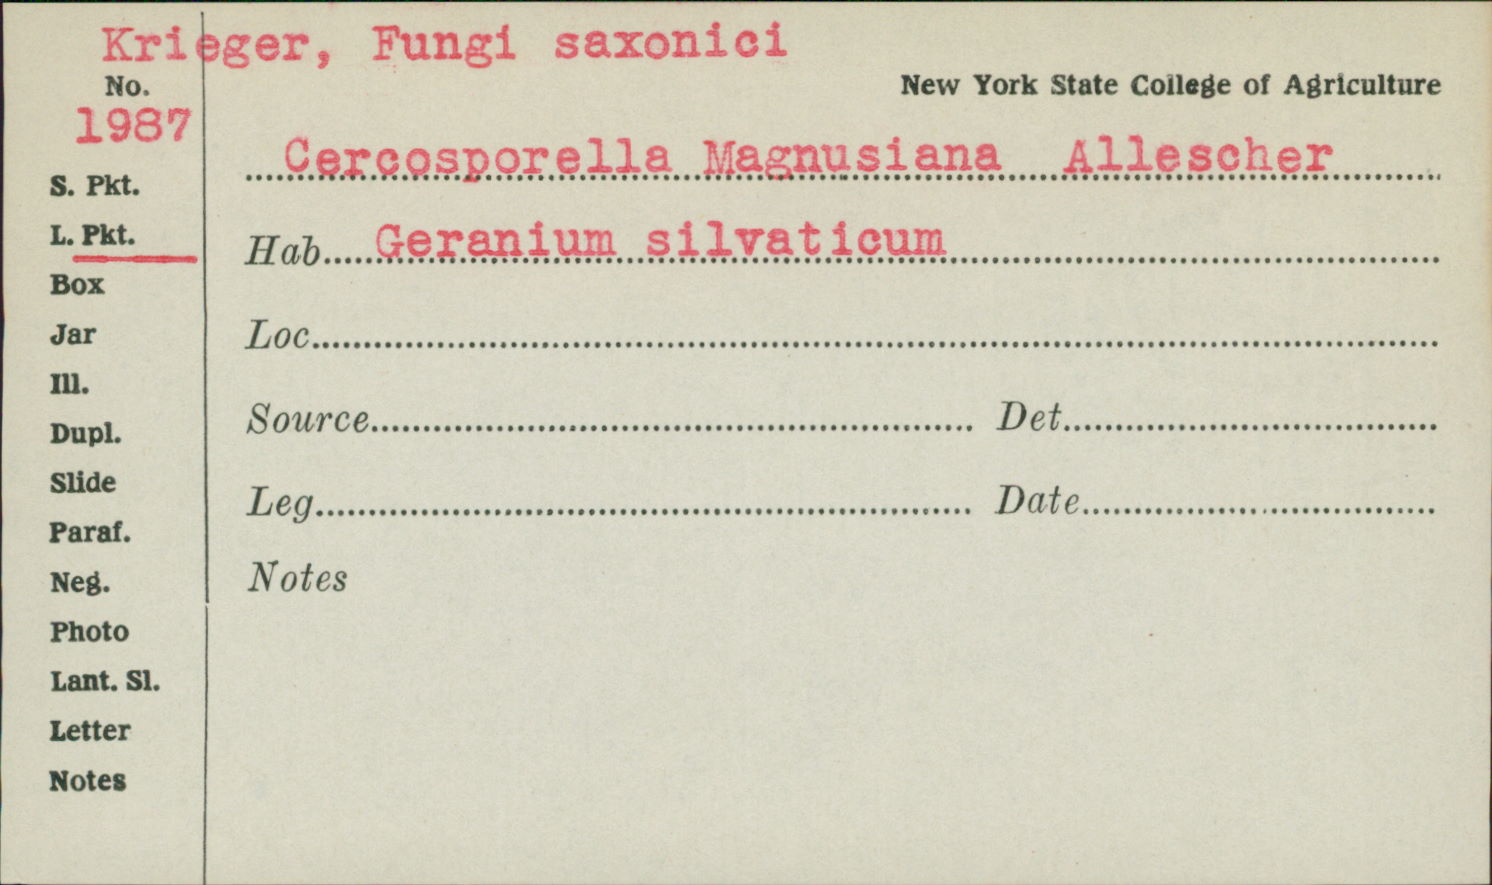 Krieger, Fungi saxonici
No.
1987
New York State College of Agriculture
Cercosporella Magnusiana Allescher
S. Pkt.
L. Pkt.
Hab. Geranium silvaticum
Box
Jar
Loc.
Ill.
Dupl.
Source Det.
Slide
Leg. Date
Paraf.
Neg.
Notes
Photo
Lant. Sl.
Letter
Notes